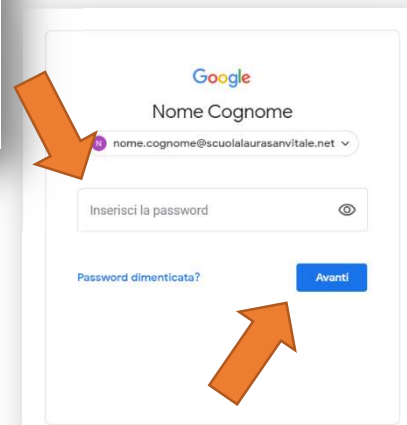 Google
Nome Cognome
N nome.cognome@scuolalaurasanvitale.net
Inserisci la password
Password dimenticata? Avanti